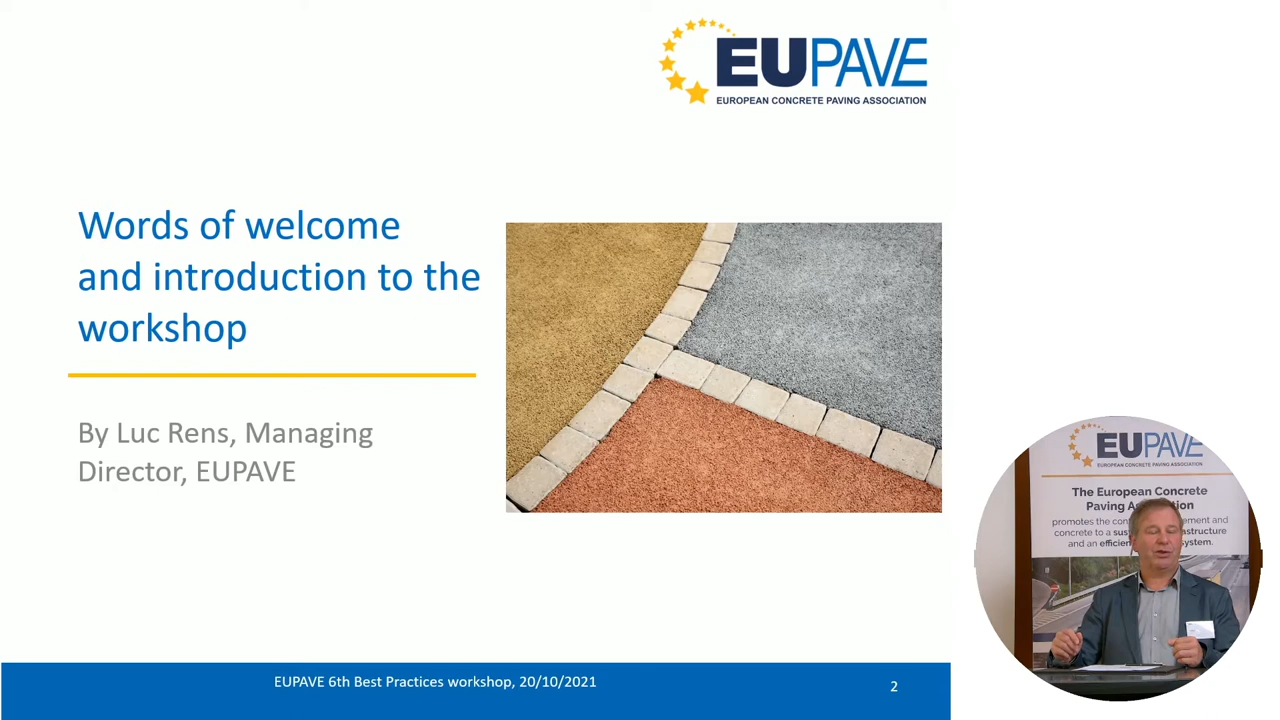 EUPAVE
EUROPEAN CONCRETE PAVING ASSOCIATION
Words of welcome
and introduction to the
workshop
By Luc Rens, Managing
Director, EUPAVE
EUPAVE 6th Best Practices workshop, 20/10/2021
2
EUPAVE
EUROPEAN CONCRETE PAVING ASSOCIATION
The European Concrete
Paving
promotes the
and
concrete to a
and an